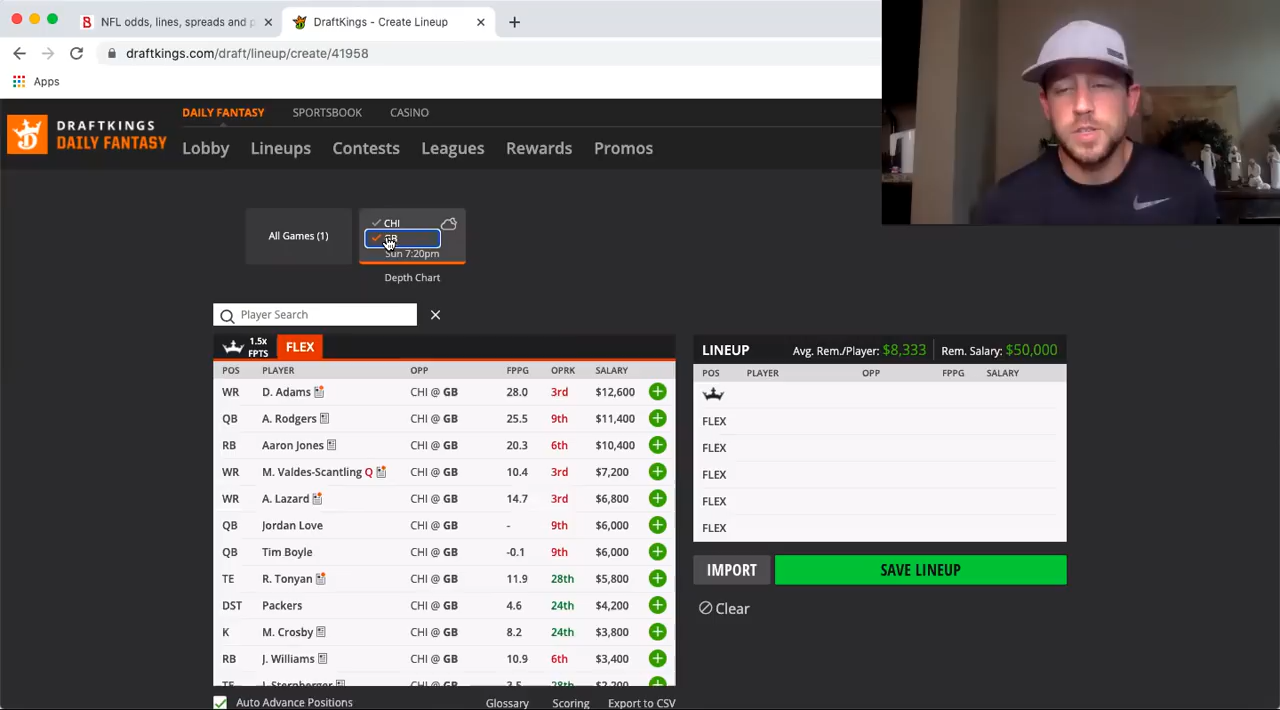 NFL odds, lines, spreads and p
DraftKings - Create Lineup
draftkings.com/draft/lineup/create/41958
Apps
DRAFTKINGS
DAILY FANTASY
DAILY FANTASY SPORTSBOOK CASINO
Lobby Lineups Contests Leagues Rewards Promos
All Games (1)
CHI
GB
Sun 7:20pm
Depth Chart
Player Search
1.5x
FPTS
FLEX
POS PLAYER OPP FPPG OPRK SALARY
WR D. Adams CHI @ GB 28.0 3rd $12,600
QB A. Rodgers CHI @ GB 25.5 9th $11,400
RB Aaron Jones CHI @ GB 20.3 6th $10,400
WR M. Valdes-Scantling Q CHI @ GB 10.4 3rd $7,200
WR A. Lazard CHI @ GB 14.7 3rd $6,800
QB Jordan Love CHI @ GB - 9th $6,000
QB Tim Boyle CHI @ GB -0.1 9th $6,000
TE R. Tonyan CHI @ GB 11.9 28th $5,800
DST Packers CHI @ GB 4.6 24th $4,200
K M. Crosby CHI @ GB 8.2 24th $3,800
RB J. Williams CHI @ GB 10.9 6th $3,400
TE J. Sternberger CHI @ GB 3.5 28th
Auto Advance Positions
Glossary Scoring Export to CSV
LINEUP Avg. Rem./Player: $8,333 Rem. Salary: $50,000
POS PLAYER OPP FPPG SALARY
FLEX
FLEX
FLEX
FLEX
FLEX
IMPORT
SAVE LINEUP
Clear